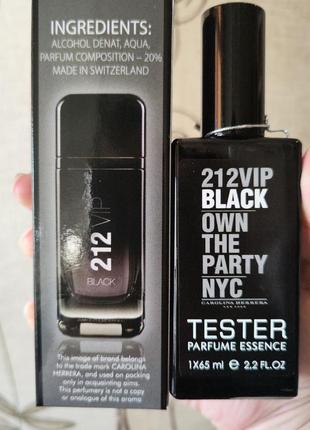 INGREDIENTS:
ALCOHOL DENAT, AQUA,
PARFUM COMPOSITION – 20%
MADE IN SWITZERLAND
212 VIP
BLACK
This image of brand belongs
to the trade mark CAROLINA
HERRERA, and used on packing
only in acquainting aims.
This perfumery is not a copy
or analogue of this aroma
212VIP
BLACK
OWN
THE
PARTY
NYC
CAROLINA HERRERA
NEW YORK
TESTER
PARFUME ESSENCE
1X65 ml ℮ 2.2 FL.OZ